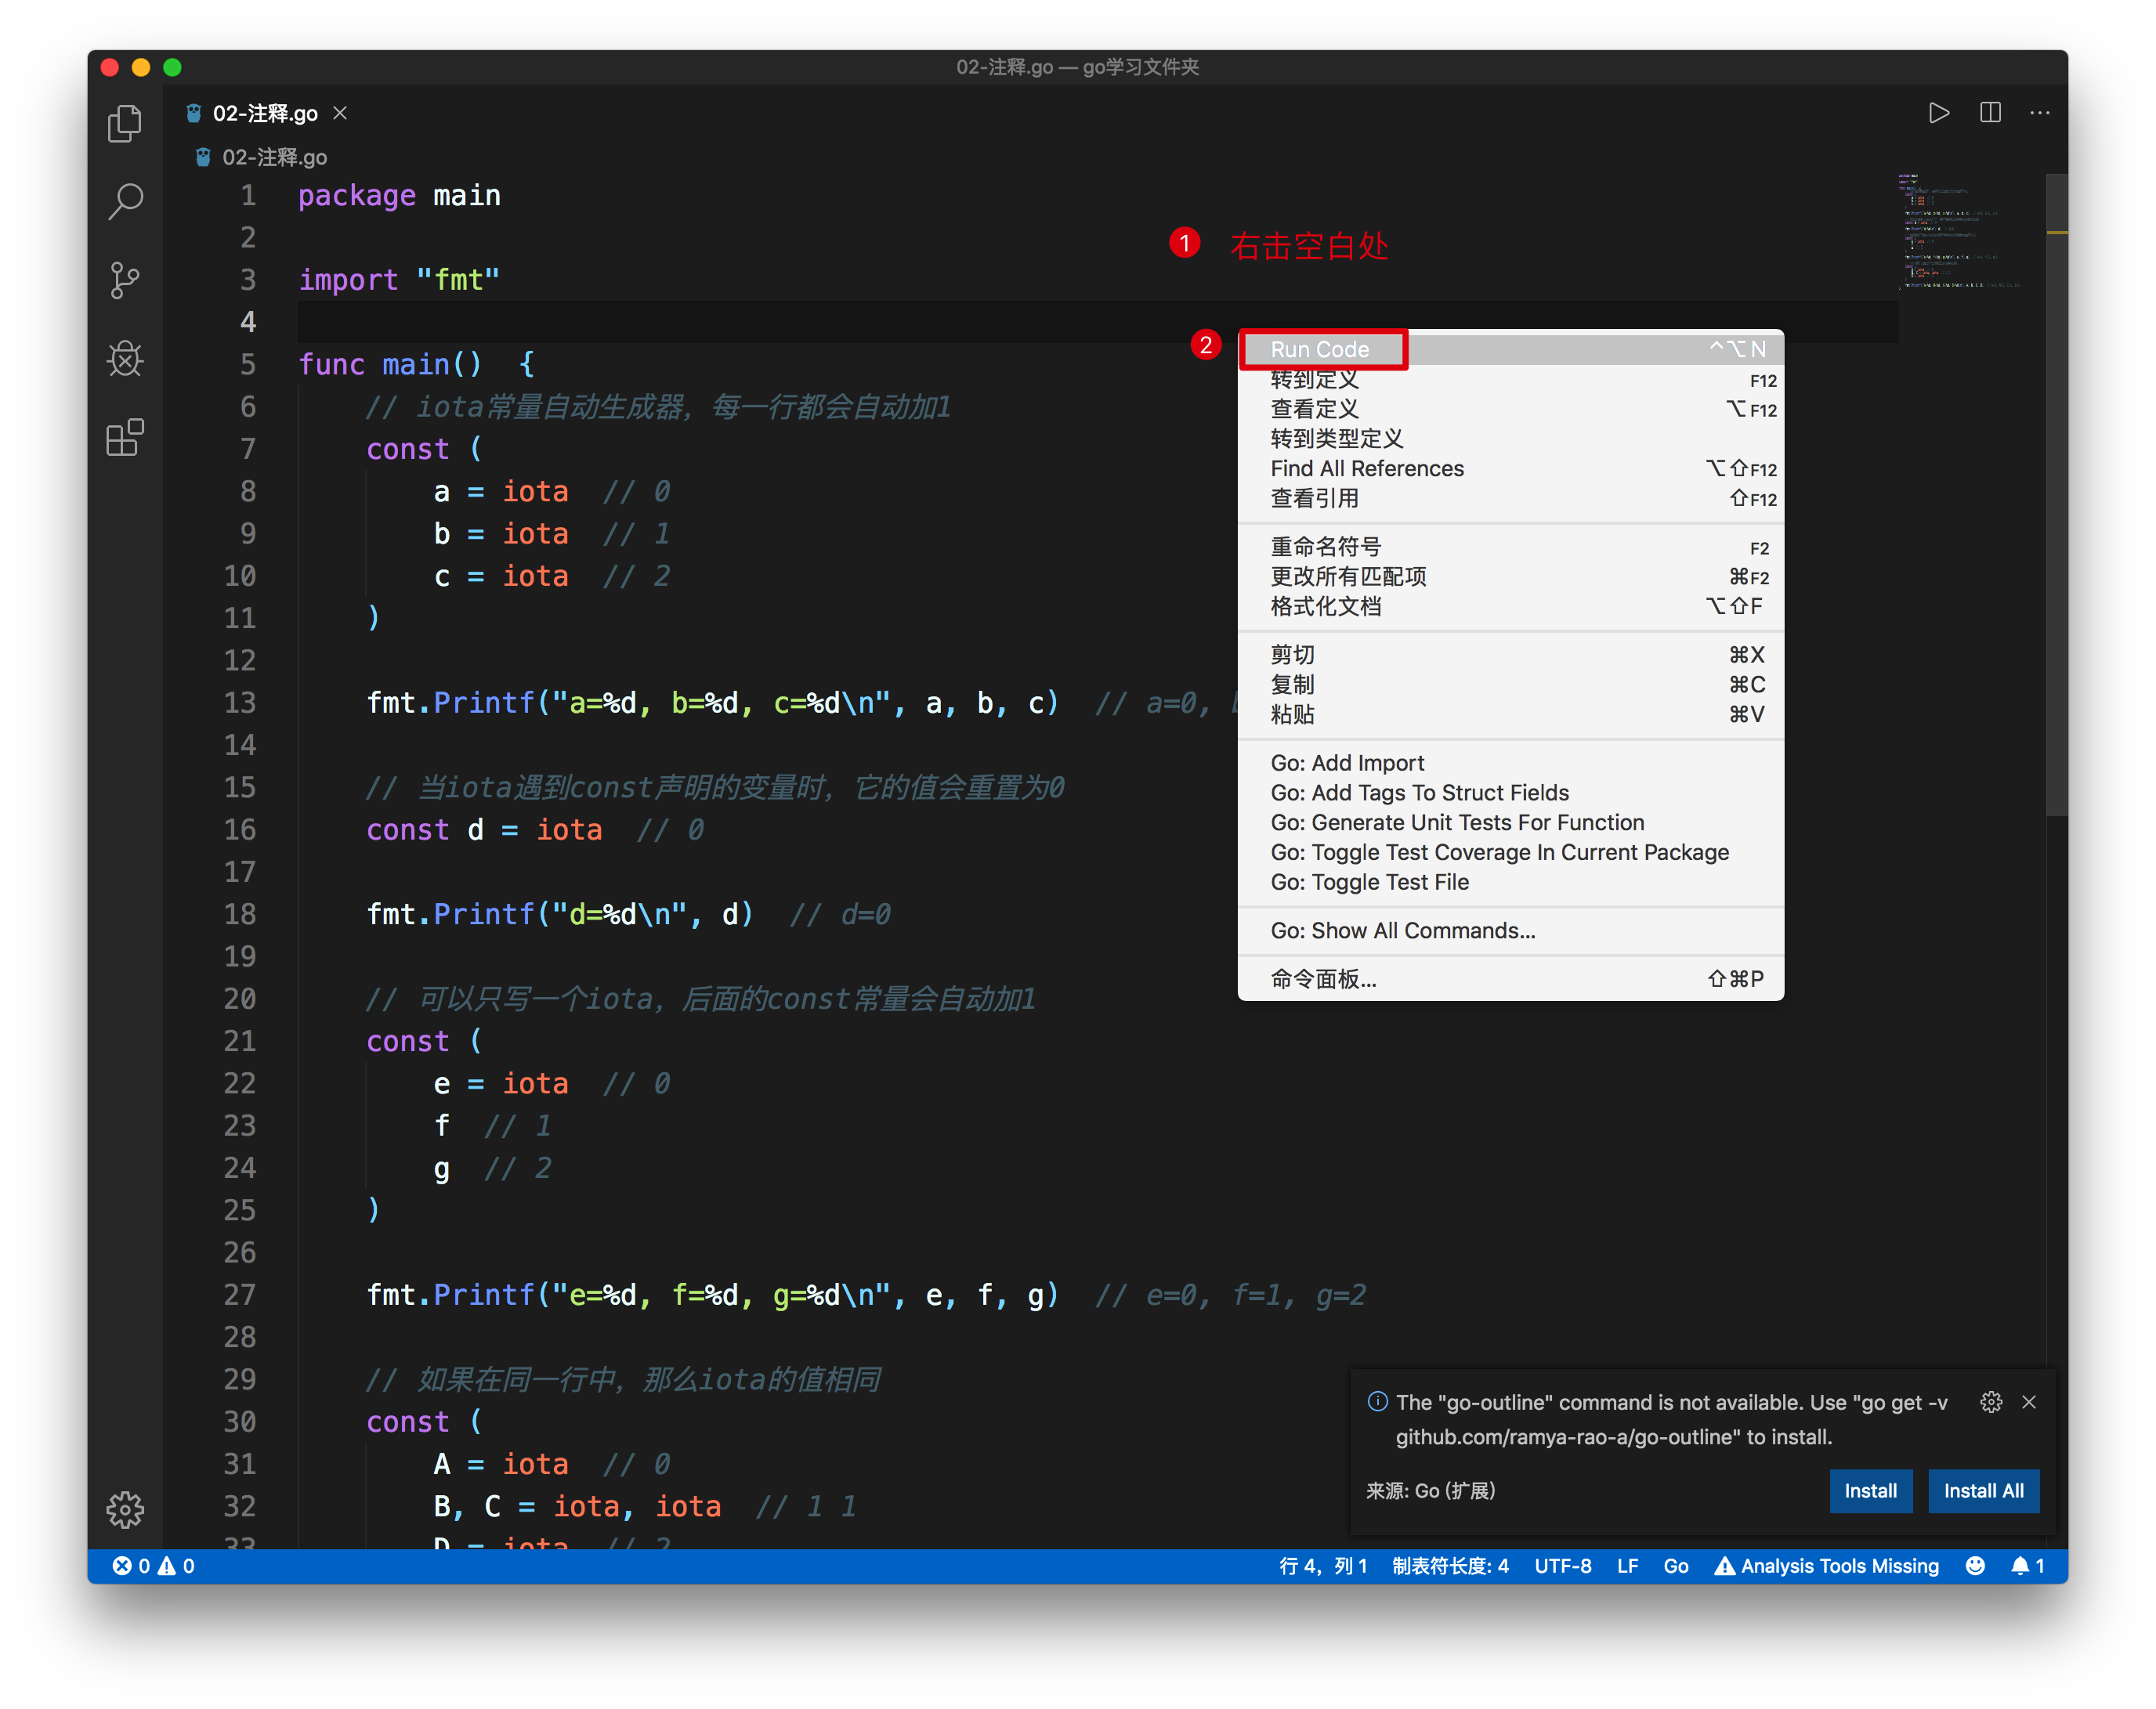 02-注释.go — go学习文件夹
02-注释.go
02-注释.go
1 package main
2
1 右击空白处
3 import "fmt"
4
5 func main()  {
6 // iota常量自动生成器，每一行都会自动加1
7 const (
8 a = iota  // 0
9 b = iota  // 1
10 c = iota  // 2
11 )
12
13 fmt.Printf("a=%d, b=%d, c=%d\n", a, b, c)  // a=0,
14
15 // 当iota遇到const声明的变量时，它的值会重置为0
16 const d = iota  // 0
17
18 fmt.Printf("d=%d\n", d)  // d=0
19
20 // 可以只写一个iota，后面的const常量会自动加1
21 const (
22 e = iota  // 0
23 f  // 1
24 g  // 2
25 )
26
27 fmt.Printf("e=%d, f=%d, g=%d\n", e, f, g)  // e=0, f=1, g=2
28
29 // 如果在同一行中，那么iota的值相同
30 const (
31 A = iota  // 0
32 B, C = iota, iota  // 1 1
33 D = iota  // 2
2 Run Code ^⌥N
转到定义 F12
查看定义 ⌥F12
转到类型定义
Find All References ⌥⇧F12
查看引用 ⇧F12
重命名符号 F2
更改所有匹配项 ⌘F2
格式化文档 ⌥⇧F
剪切 ⌘X
复制 ⌘C
粘贴 ⌘V
Go: Add Import
Go: Add Tags To Struct Fields
Go: Generate Unit Tests For Function
Go: Toggle Test Coverage In Current Package
Go: Toggle Test File
Go: Show All Commands...
命令面板... ⇧⌘P
The "go-outline" command is not available. Use "go get -v
github.com/ramya-rao-a/go-outline" to install.
来源: Go (扩展)
Install
Install All
0 0
行 4，列 1 制表符长度: 4 UTF-8 LF Go Analysis Tools Missing 1